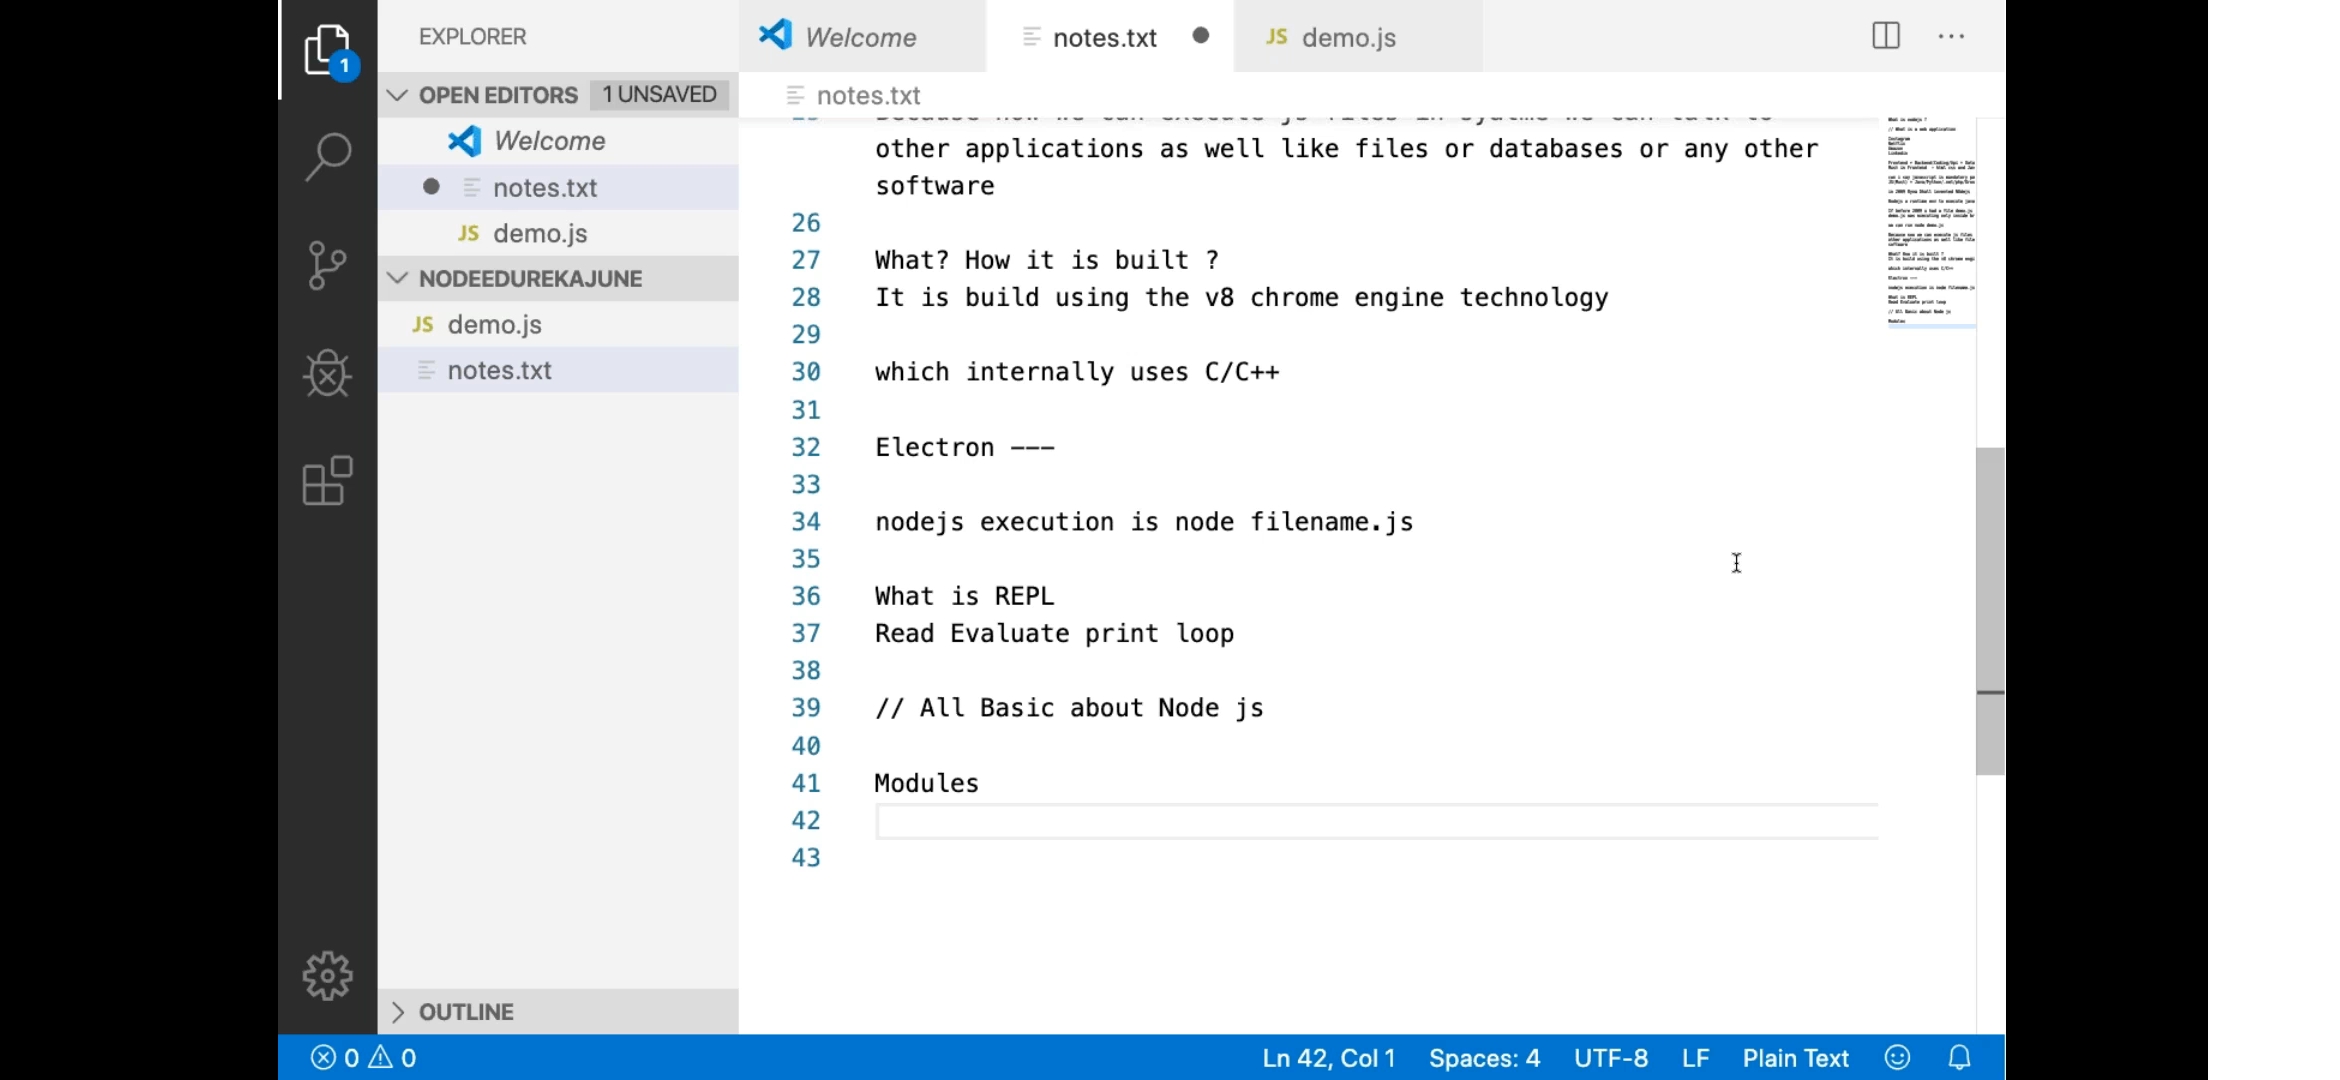 EXPLORER
Welcome
notes.txt
JS demo.js
1
OPEN EDITORS 1 UNSAVED
notes.txt
Welcome
notes.txt
JS demo.js
NODEEDUREKAJUNE
JS demo.js
notes.txt
other applications as well like files or databases or any other
software
26
27 What? How it is built ?
28 It is build using the v8 chrome engine technology
29
30 which internally uses C/C++
31
32 Electron ---
33
34 nodejs execution is node filename.js
35
36 What is REPL
37 Read Evaluate print loop
38
39 // All Basic about Node js
40
41 Modules
42
43
OUTLINE
0 0
Ln 42, Col 1 Spaces: 4 UTF-8 LF Plain Text